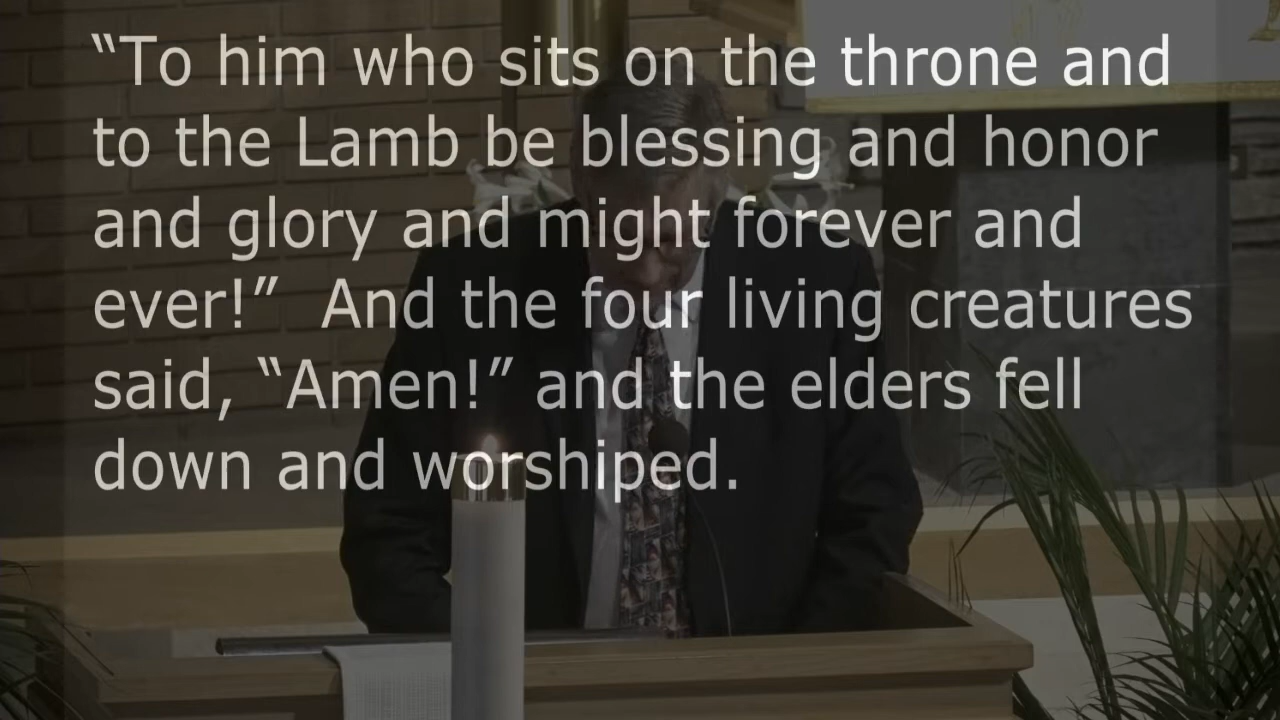 “To him who sits on the throne and
to the Lamb be blessing and honor
and glory and might forever and
ever!”  And the four living creatures
said, “Amen!” and the elders fell
down and worshiped.